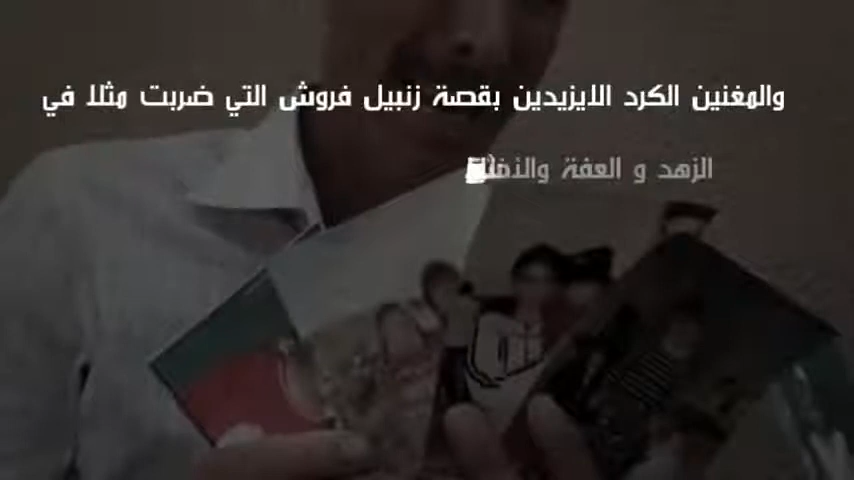 والمغنين الكرد الايزيدين بقصة زنبيل فروش التي ضربت مثلا في
الزهد و العفة